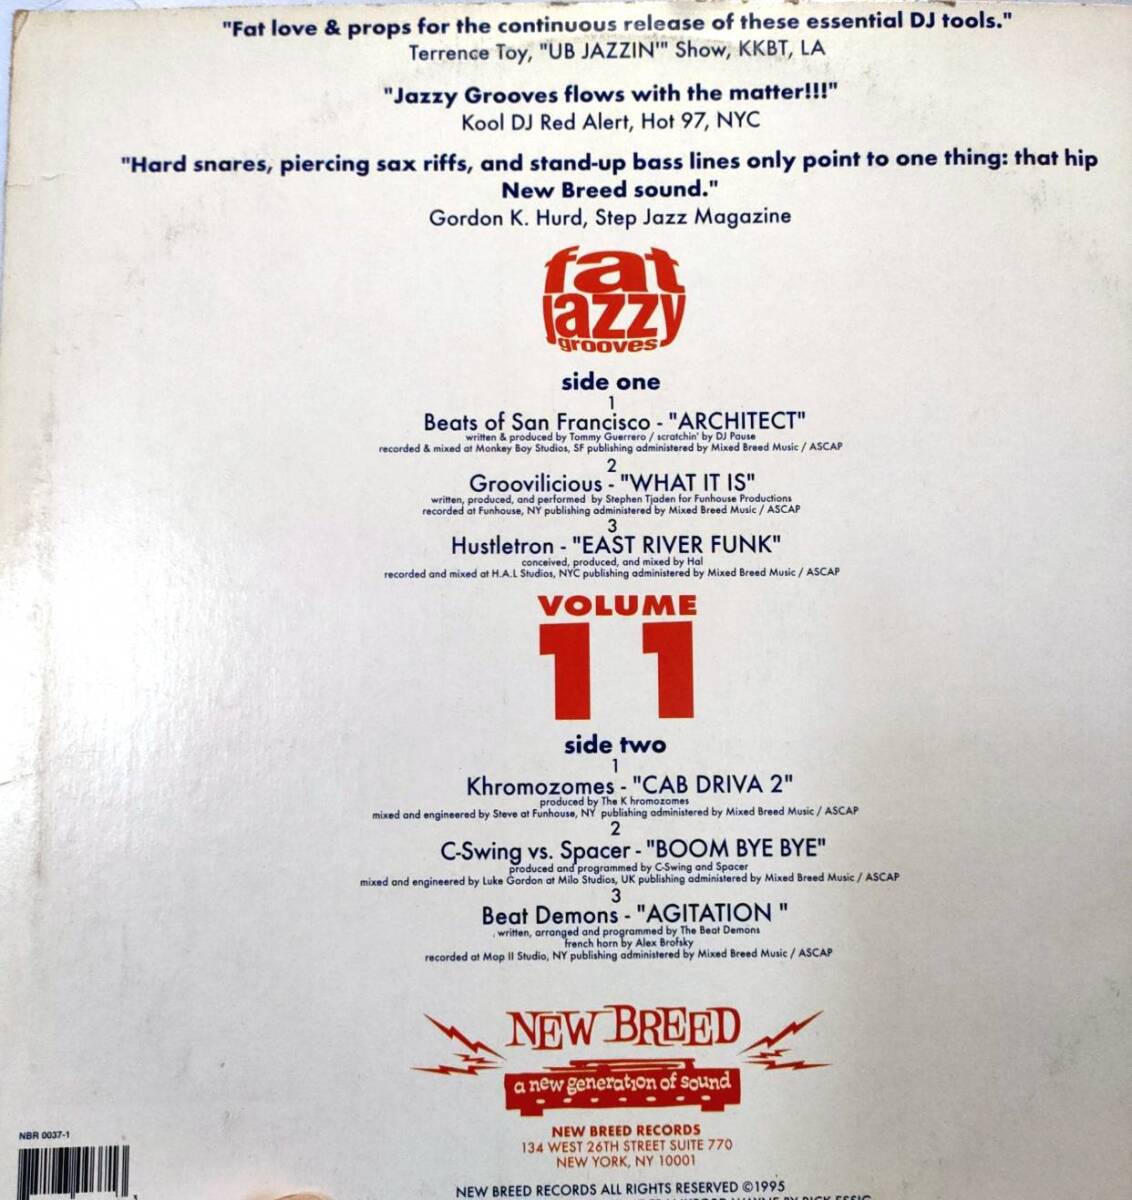 "Fat love & props for the continuous release of these essential DJ tools."
Terrence Toy, "UB JAZZIN'" Show, KKBT, LA
"Jazzy Grooves flows with the matter!!!"
Kool DJ Red Alert, Hot 97, NYC
"Hard snares, piercing sax riffs, and stand-up bass lines only point to one thing: that hip
New Breed sound."
Gordon K. Hurd, Step Jazz Magazine
fat
jazzy
grooves
side one
1
Beats of San Francisco - "ARCHITECT"
written & produced by Tommy Guerrero / scratchin' by DJ Pause
recorded & mixed at Monkey Boy Studios, SF publishing administered by Mixed Breed Music / ASCAP
2
Groovilicious - "WHAT IT IS"
written, produced, and performed by Stephen Tjaden for Funhouse Productions
recorded at Funhouse, NY publishing administered by Mixed Breed Music / ASCAP
3
Hustletron - "EAST RIVER FUNK"
conceived, produced, and mixed by Hal
recorded and mixed at H.A.L Studios, NYC publishing administered by Mixed Breed Music / ASCAP
VOLUME
11
side two
1
Khromozomes - "CAB DRIVA 2"
produced by The K hromozomes
mixed and engineered by Steve at Funhouse, NY publishing administered by Mixed Breed Music / ASCAP
2
C-Swing vs. Spacer - "BOOM BYE BYE"
produced and programmed by C-Swing and Spacer
mixed and engineered by Luke Gordon at Milo Studios, UK publishing administered by Mixed Breed Music / ASCAP
3
Beat Demons - "AGITATION "
written, arranged and programmed by The Beat Demons
french horn by Alex Brofsky
recorded at Mop II Studio, NY publishing administered by Mixed Breed Music / ASCAP
NEW BREED
a new generation of sound
NBR 0037-1
NEW BREED RECORDS
134 WEST 26TH STREET SUITE 770
NEW YORK, NY 10001
NEW BREED RECORDS ALL RIGHTS RESERVED ©1995